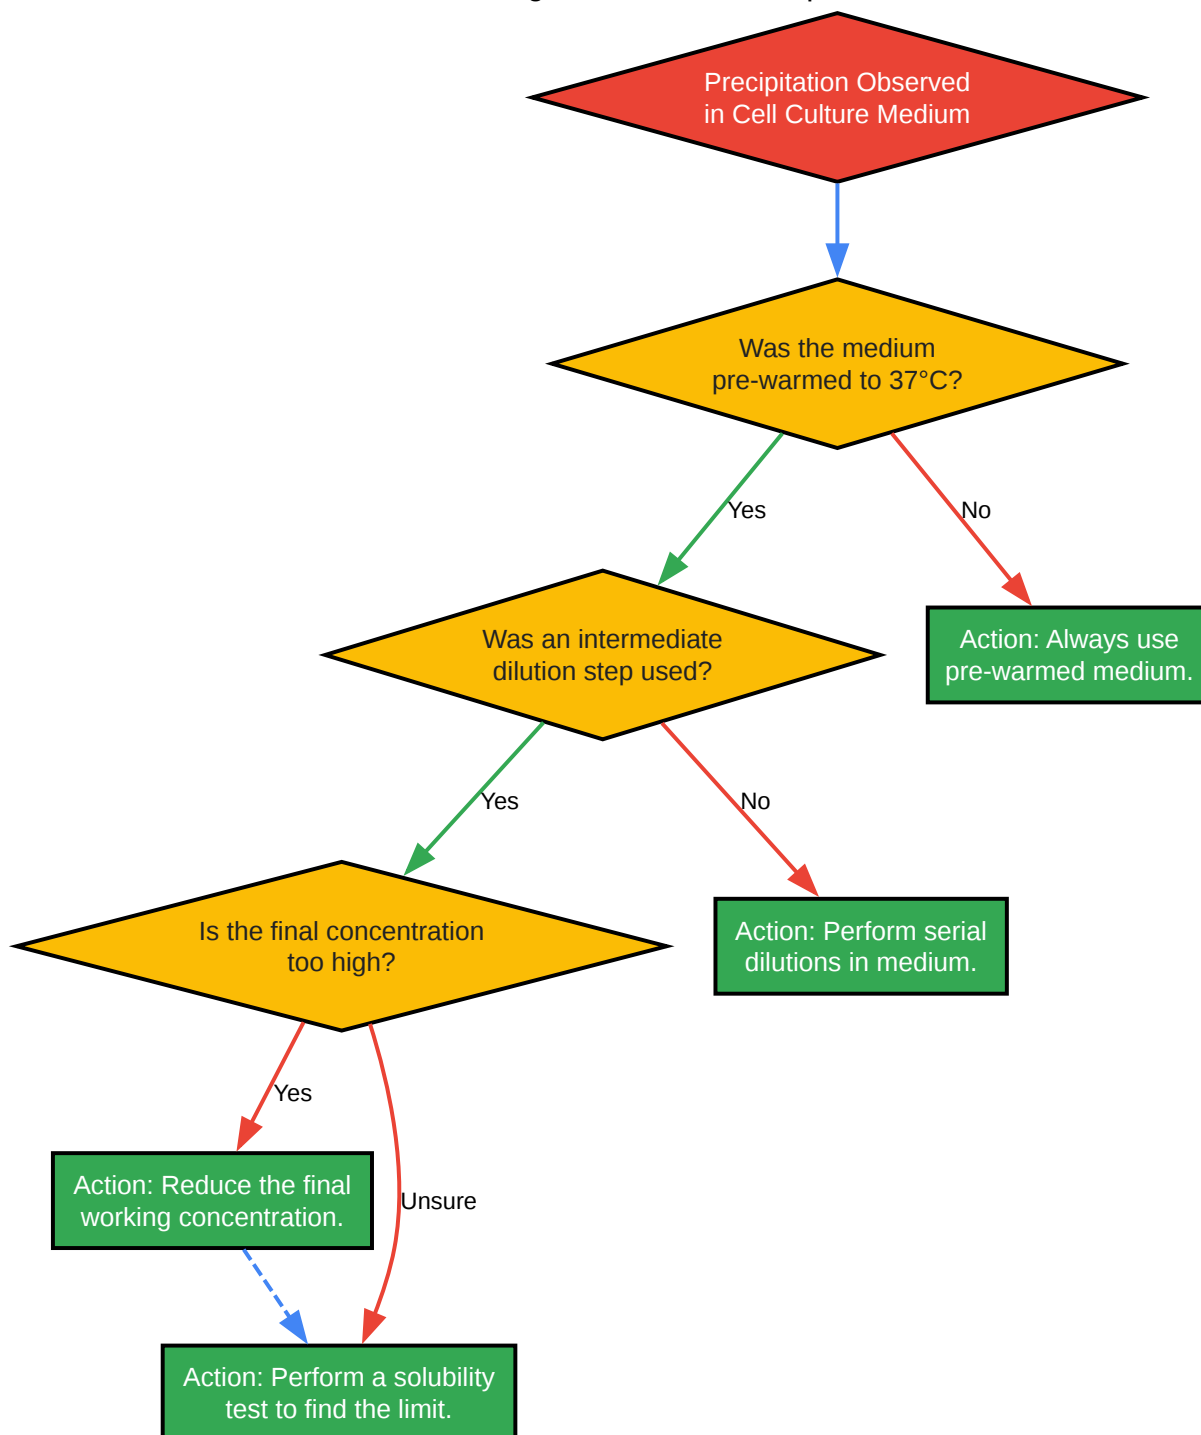 Precipitation Observed
in Cell Culture Medium
Was the medium
pre-warmed to 37°C?
Yes
No
Was an intermediate
dilution step used?
Action: Always use
pre-warmed medium.
Yes
No
Is the final concentration
too high?
Action: Perform serial
dilutions in medium.
Yes
Action: Reduce the final
working concentration.
Unsure
Action: Perform a solubility
test to find the limit.